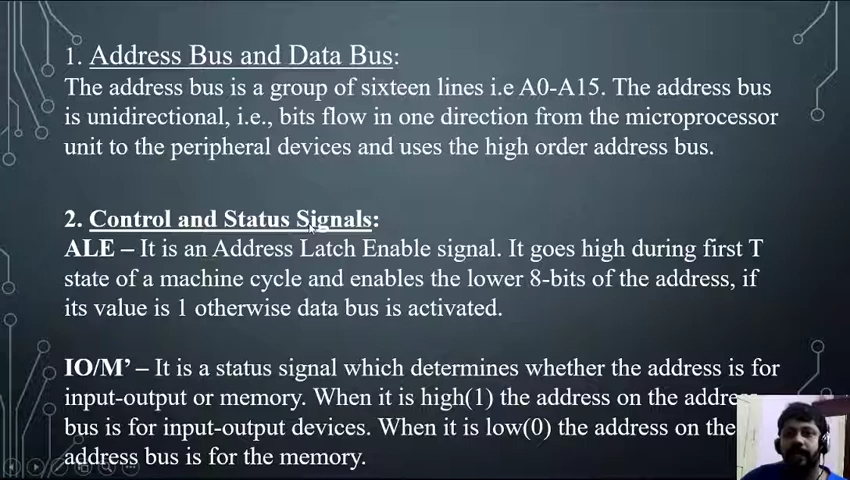 1. Address Bus and Data Bus:
The address bus is a group of sixteen lines i.e A0-A15. The address bus
is unidirectional, i.e., bits flow in one direction from the microprocessor
unit to the peripheral devices and uses the high order address bus.
2. Control and Status Signals:
ALE – It is an Address Latch Enable signal. It goes high during first T
state of a machine cycle and enables the lower 8-bits of the address, if
its value is 1 otherwise data bus is activated.
IO/M’ – It is a status signal which determines whether the address is for
input-output or memory. When it is high(1) the address on the
bus is for input-output devices. When it is low(0) the address on the
address bus is for the memory.